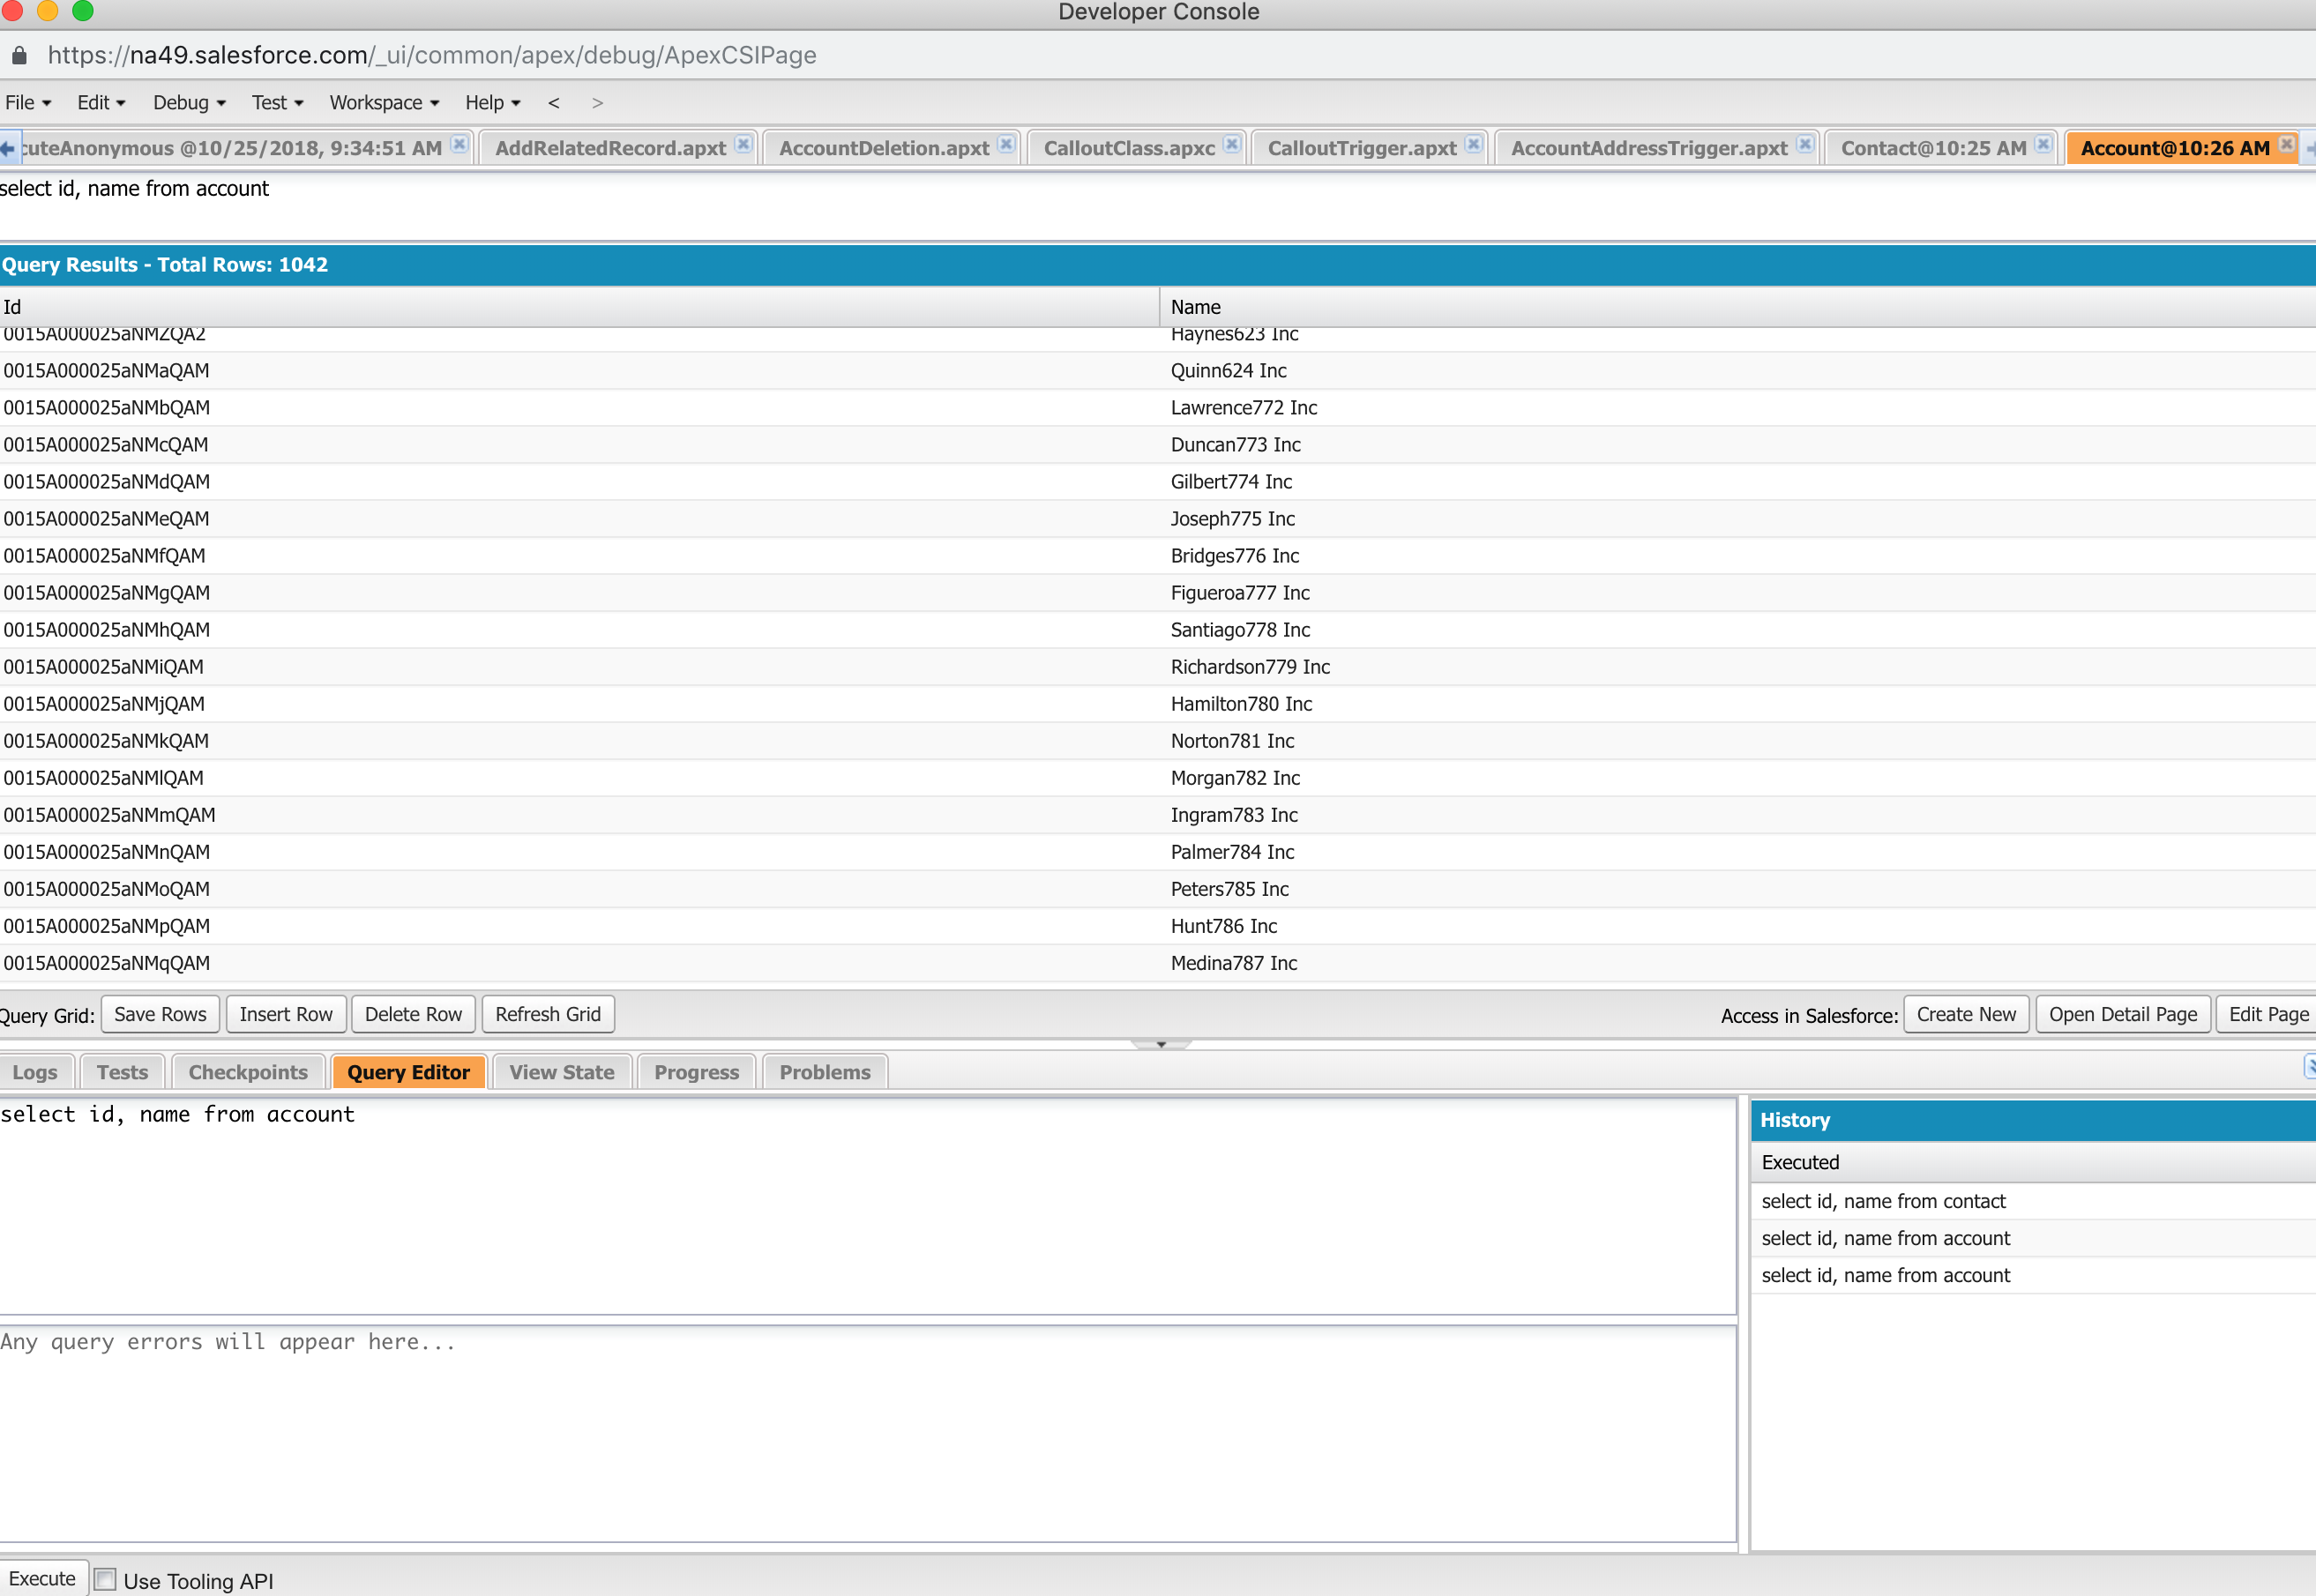 Developer Console
https://na49.salesforce.com/_ui/common/apex/debug/ApexCSIPage
File Edit Debug Test Workspace Help < >
cuteAnonymous @10/25/2018, 9:34:51 AM AddRelatedRecord.apxt AccountDeletion.apxt CalloutClass.apxc CalloutTrigger.apxt AccountAddressTrigger.apxt Contact@10:25 AM Account@10:26 AM
select id, name from account
Query Results - Total Rows: 1042
Id Name
0015A000025aNMZQA2 Haynes623 Inc
0015A000025aNMaQAM Quinn624 Inc
0015A000025aNMbQAM Lawrence772 Inc
0015A000025aNMcQAM Duncan773 Inc
0015A000025aNMdQAM Gilbert774 Inc
0015A000025aNMeQAM Joseph775 Inc
0015A000025aNMfQAM Bridges776 Inc
0015A000025aNMgQAM Figueroa777 Inc
0015A000025aNMhQAM Santiago778 Inc
0015A000025aNMiQAM Richardson779 Inc
0015A000025aNMjQAM Hamilton780 Inc
0015A000025aNMkQAM Norton781 Inc
0015A000025aNMlQAM Morgan782 Inc
0015A000025aNMmQAM Ingram783 Inc
0015A000025aNMnQAM Palmer784 Inc
0015A000025aNMoQAM Peters785 Inc
0015A000025aNMpQAM Hunt786 Inc
0015A000025aNMqQAM Medina787 Inc
Query Grid: Save Rows Insert Row Delete Row Refresh Grid Access in Salesforce: Create New Open Detail Page Edit Page
Logs Tests Checkpoints Query Editor View State Progress Problems
select id, name from account
History
Executed
select id, name from contact
select id, name from account
select id, name from account
Any query errors will appear here...
Execute Use Tooling API